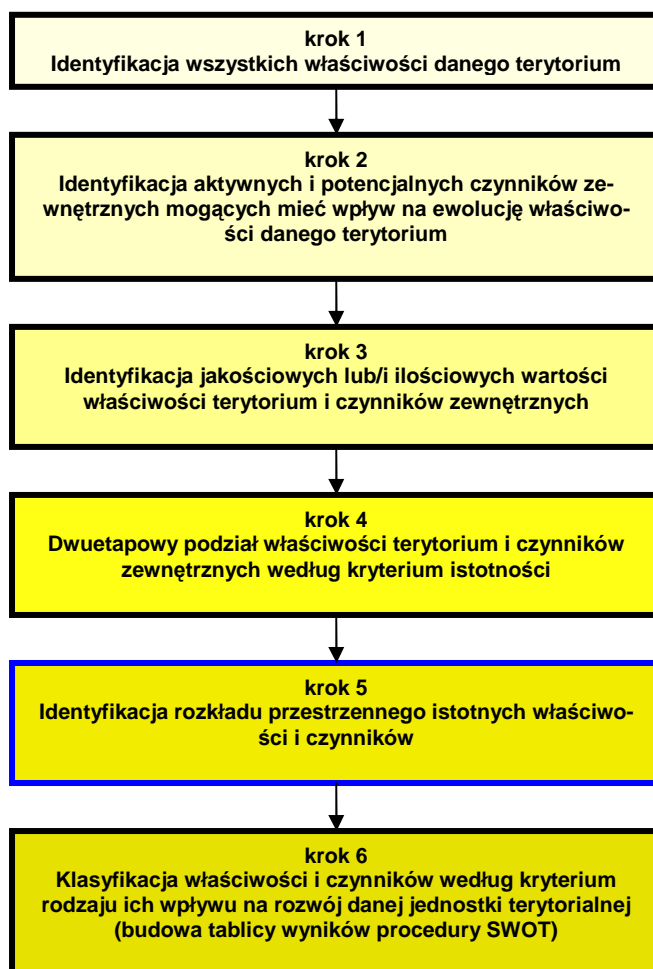 krok 1
Identyfikacja wszystkich właściwości danego terytorium
krok 2
Identyfikacja aktywnych i potencjalnych czynników ze-
wnętrznych mogących mieć wpływ na ewolucję właściwo-
ści danego terytorium
krok 3
Identyfikacja jakościowych lub/i ilościowych wartości
właściwości terytorium i czynników zewnętrznych
krok 4
Dwuetapowy podział właściwości terytorium i czynników
zewnętrznych według kryterium istotności
krok 5
Identyfikacja rozkładu przestrzennego istotnych właściwo-
ści i czynników
krok 6
Klasyfikacja właściwości i czynników według kryterium
rodzaju ich wpływu na rozwój danej jednostki terytorialnej
(budowa tablicy wyników procedury SWOT)